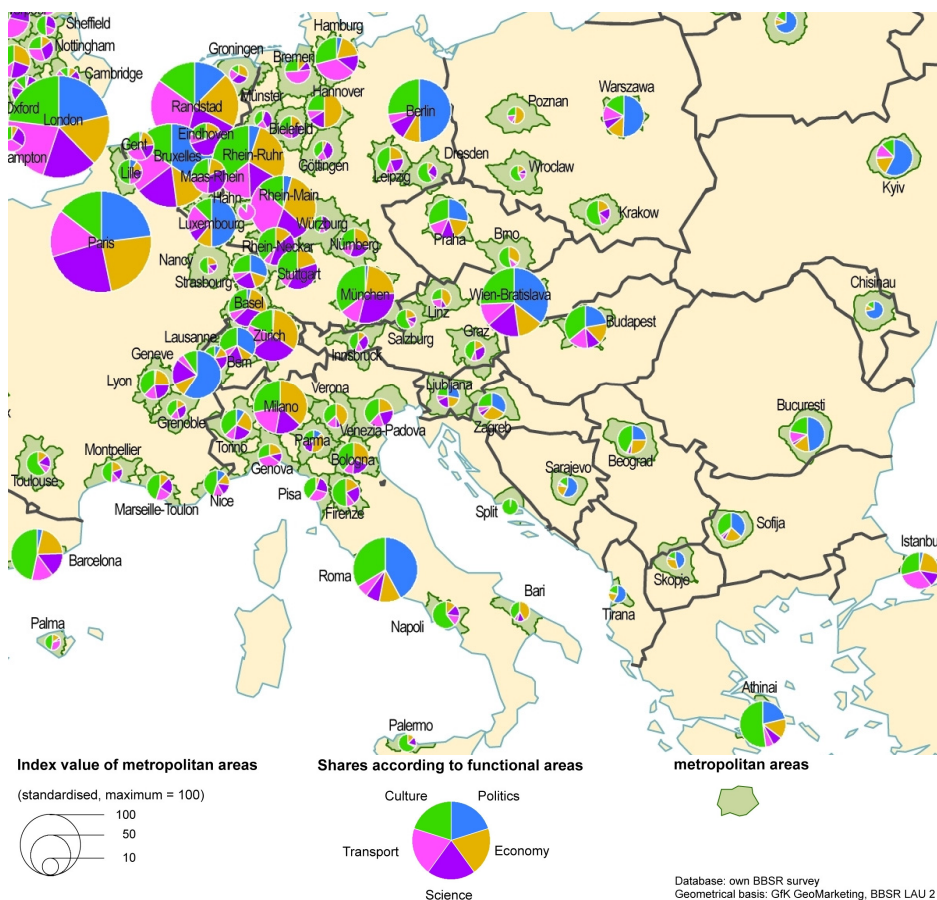 Sheffield
Hamburg
Nottingham
Groningen
Bremen
Cambridge
Hannover
Münster
Oxford
Randstad
Berlin
Poznan
Warszawa
London
Bielefeld
Eindhoven
Gent
Bruxelles
Rhein-Ruhr
Göttingen
Dresden
ampton
Lille
Maas-Rhein
Leipzig
Wroclaw
Kyiv
Hahn
Rhein-Main
Krakow
Luxembourg
Würzburg
Praha
Paris
Brno
Rhein-Neckar
Nürnberg
Nancy
Stuttgart
Strasbourg
Chisinau
München
Wien-Bratislava
Basel
Linz
Budapest
Salzburg
Graz
Lausanne
Zürich
Innsbruck
Geneve
Bern
Lyon
Verona
Ljubljana
Milano
Bucuresti
Grenoble
Zagreb
Venezia-Padova
Torino
Parma
Montpellier
Genova
Bologna
Beograd
Sarajevo
Toulouse
Nice
Pisa
Marseille-Toulon
Firenze
Split
Sofija
Istanbu
Barcelona
Roma
Skopje
Bari
Tirana
Palma
Napoli
Athinai
Palermo
Index value of metropolitan areas
Shares according to functional areas
metropolitan areas
(standardised, maximum = 100)
100
50
10
Culture
Politics
Transport
Economy
Science
Database: own BBSR survey
Geometrical basis: GfK GeoMarketing, BBSR LAU 2